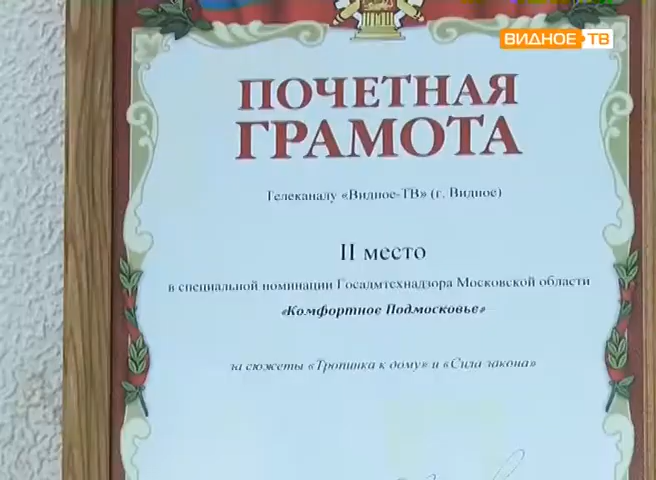 ВИДНОЕ ТВ
ПОЧЕТНАЯ
ГРАМОТА
Телеканалу «Видное-ТВ» (г. Видное)
II место
в специальной номинации Госадмтехнадзора Московской области
«Комфортное Подмосковье»
за сюжеты «Тропинка к дому» и «Сила закона»